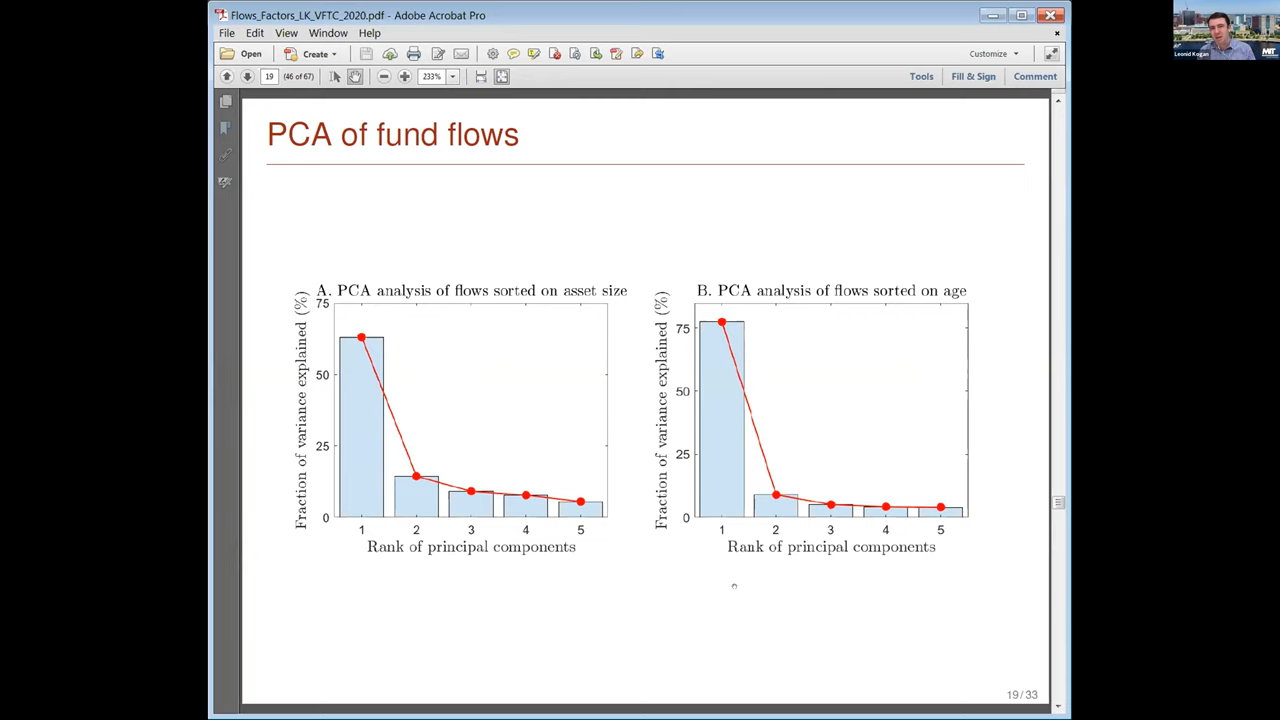 Flows_Factors_LK_VFTC_2020.pdf - Adobe Acrobat Pro
File Edit View Window Help
Open Create Customize
19 (46 of 67) 233% Tools Fill & Sign Comment
Leonid Kogan
MIT
PCA of fund flows
A. PCA analysis of flows sorted on asset size
Fraction of variance explained (%)
75
50
25
0
1 2 3 4 5
Rank of principal components
B. PCA analysis of flows sorted on age
Fraction of variance explained (%)
75
50
25
0
1 2 3 4 5
Rank of principal components
19 / 33